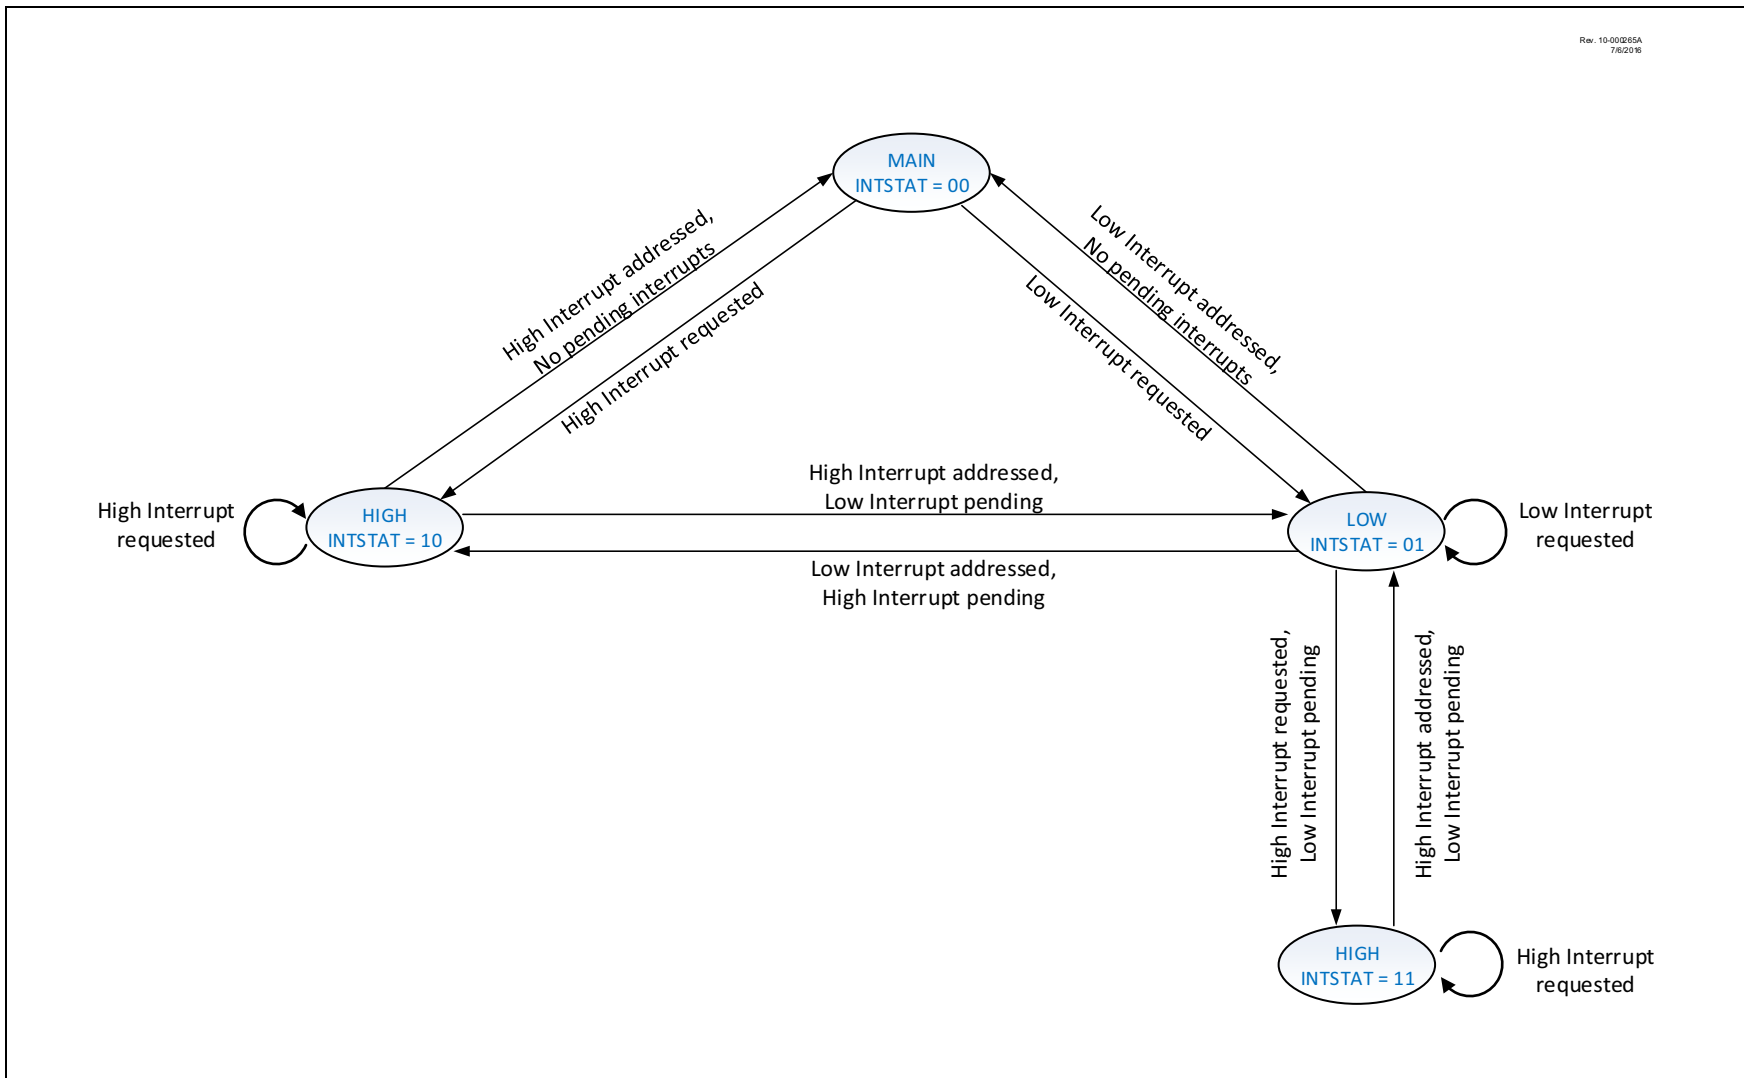 Rev. 10-000265A
7/6/2016
MAIN
INTSTAT = 00
High Interrupt addressed,
No pending interrupts
High Interrupt requested
Low Interrupt addressed,
No pending interrupts
Low Interrupt requested
High Interrupt addressed,
Low Interrupt pending
High Interrupt
requested
HIGH
INTSTAT = 10
LOW
INTSTAT = 01
Low Interrupt
requested
Low Interrupt addressed,
High Interrupt pending
High Interrupt requested,
Low Interrupt pending
High Interrupt addressed,
Low Interrupt pending
HIGH
INTSTAT = 11
High Interrupt
requested